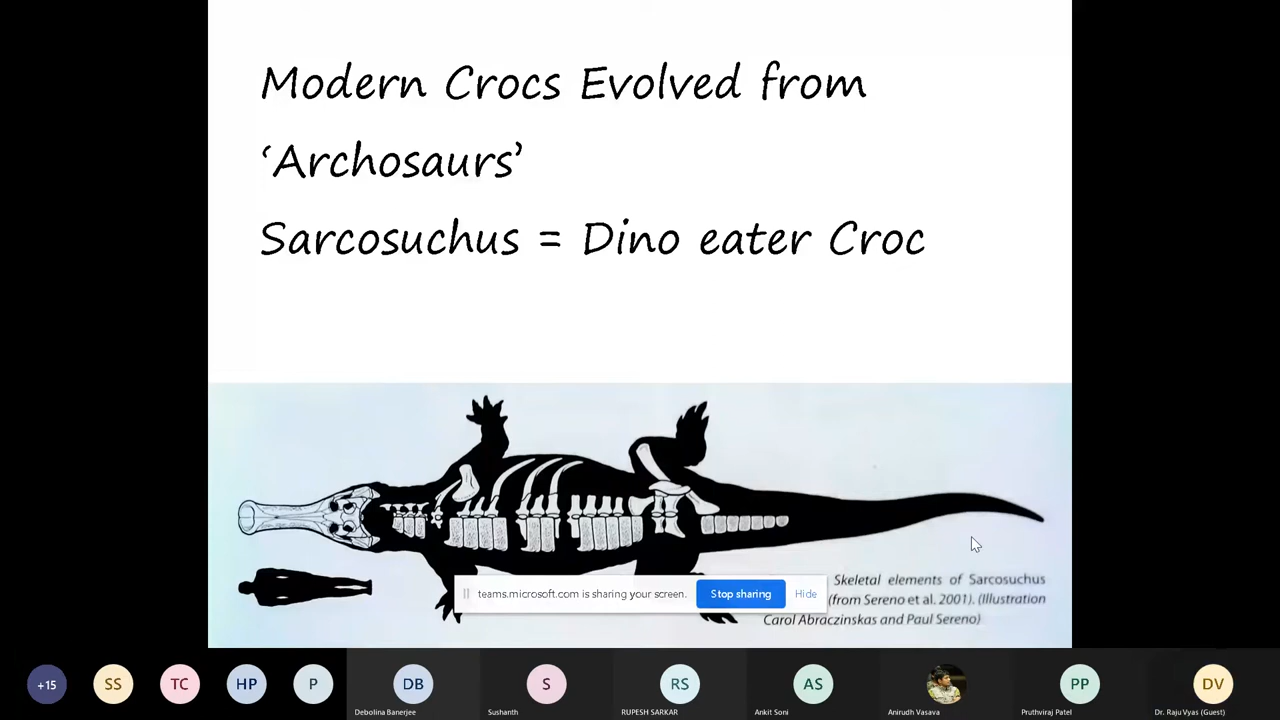 Modern Crocs Evolved from
‘Archosaurs’
Sarcosuchus = Dino eater Croc
teams.microsoft.com is sharing your screen.
Stop sharing
Hide
Skeletal elements of Sarcosuchus
(from Sereno et al. 2001). (Illustration
Carol Abraczinskas and Paul Sereno)
+15
SS
TC
HP
P
DB
S
RS
AS
PP
DV
Debolina Banerjee
Sushanth
RUPESH SARKAR
Ankit Soni
Anirudh Vasava
Pruthviraj Patel
Dr. Raju Vyas (Guest)